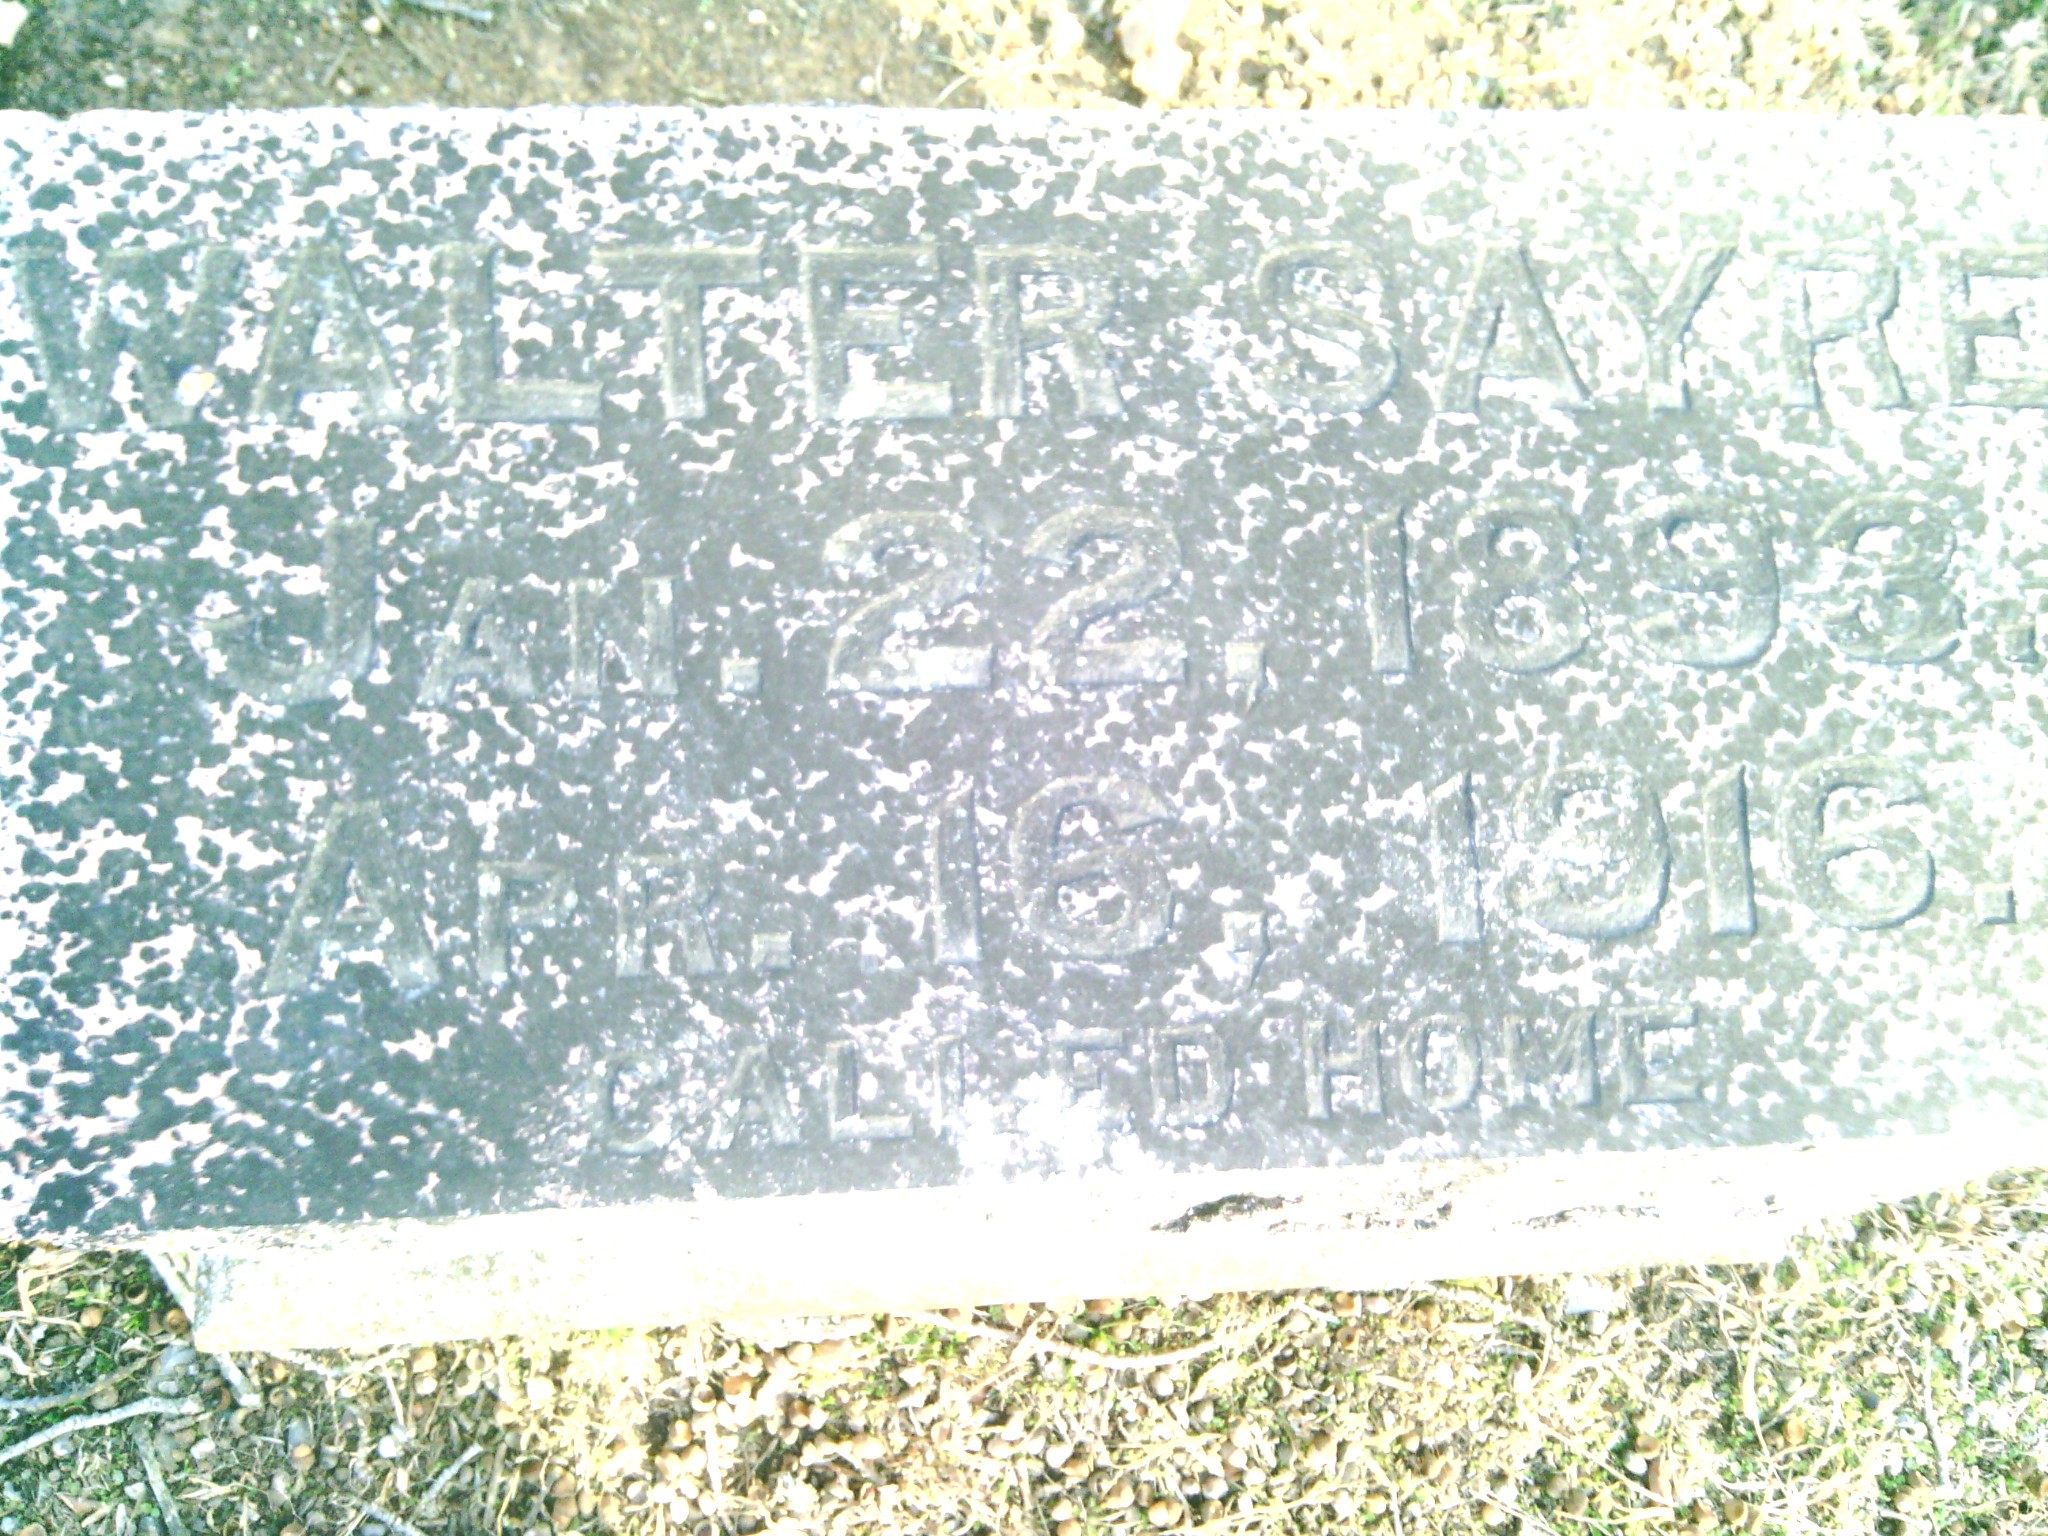 WALTER SAYRE
JAN. 22, 1893.
APR. 16, 1916.
CALLED HOME